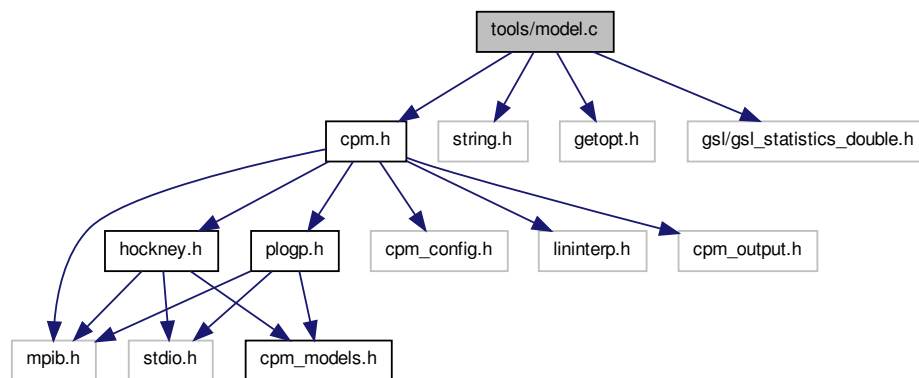 tools/model.c
cpm.h
string.h
getopt.h
gsl/gsl_statistics_double.h
hockney.h
plogp.h
cpm_config.h
lininterp.h
cpm_output.h
mpib.h
stdio.h
cpm_models.h